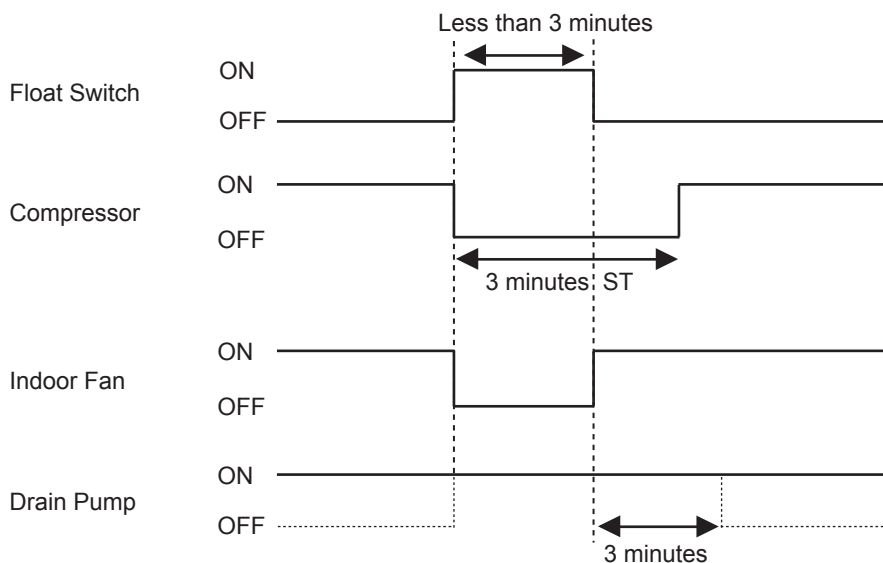 Less than 3 minutes
Float Switch
ON
OFF
Compressor
ON
OFF
3 minutes ST
Indoor Fan
ON
OFF
Drain Pump
ON
OFF
3 minutes